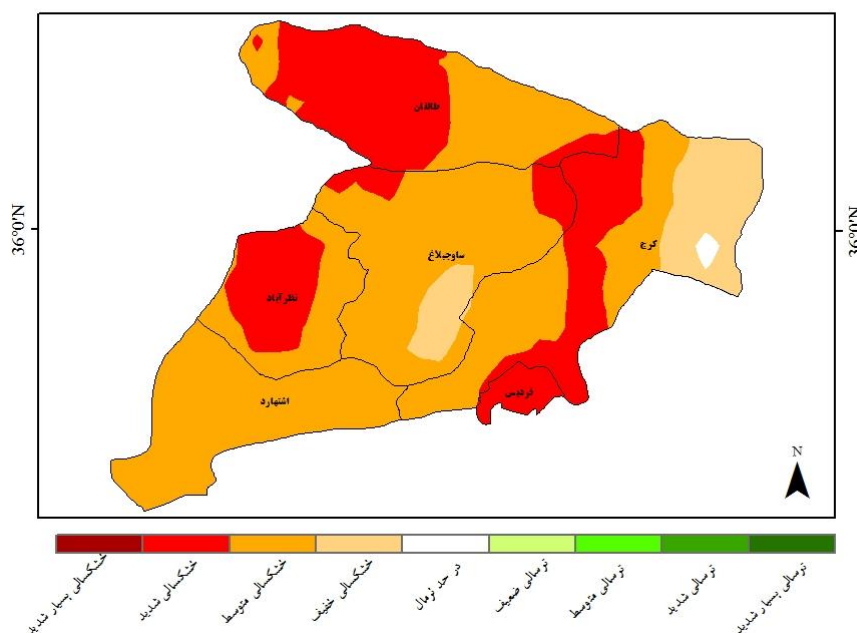 طالقان
36°0'N
36°0'N
کرج
ساوجبلاغ
نظرآباد
اشتهارد
فردیس
N
خشکسالی بسیار شدید
خشکسالی شدید
خشکسالی متوسط
خشکسالی خفیف
در حد نرمال
ترسالی ضعیف
ترسالی متوسط
ترسالی شدید
ترسالی بسیار شدید